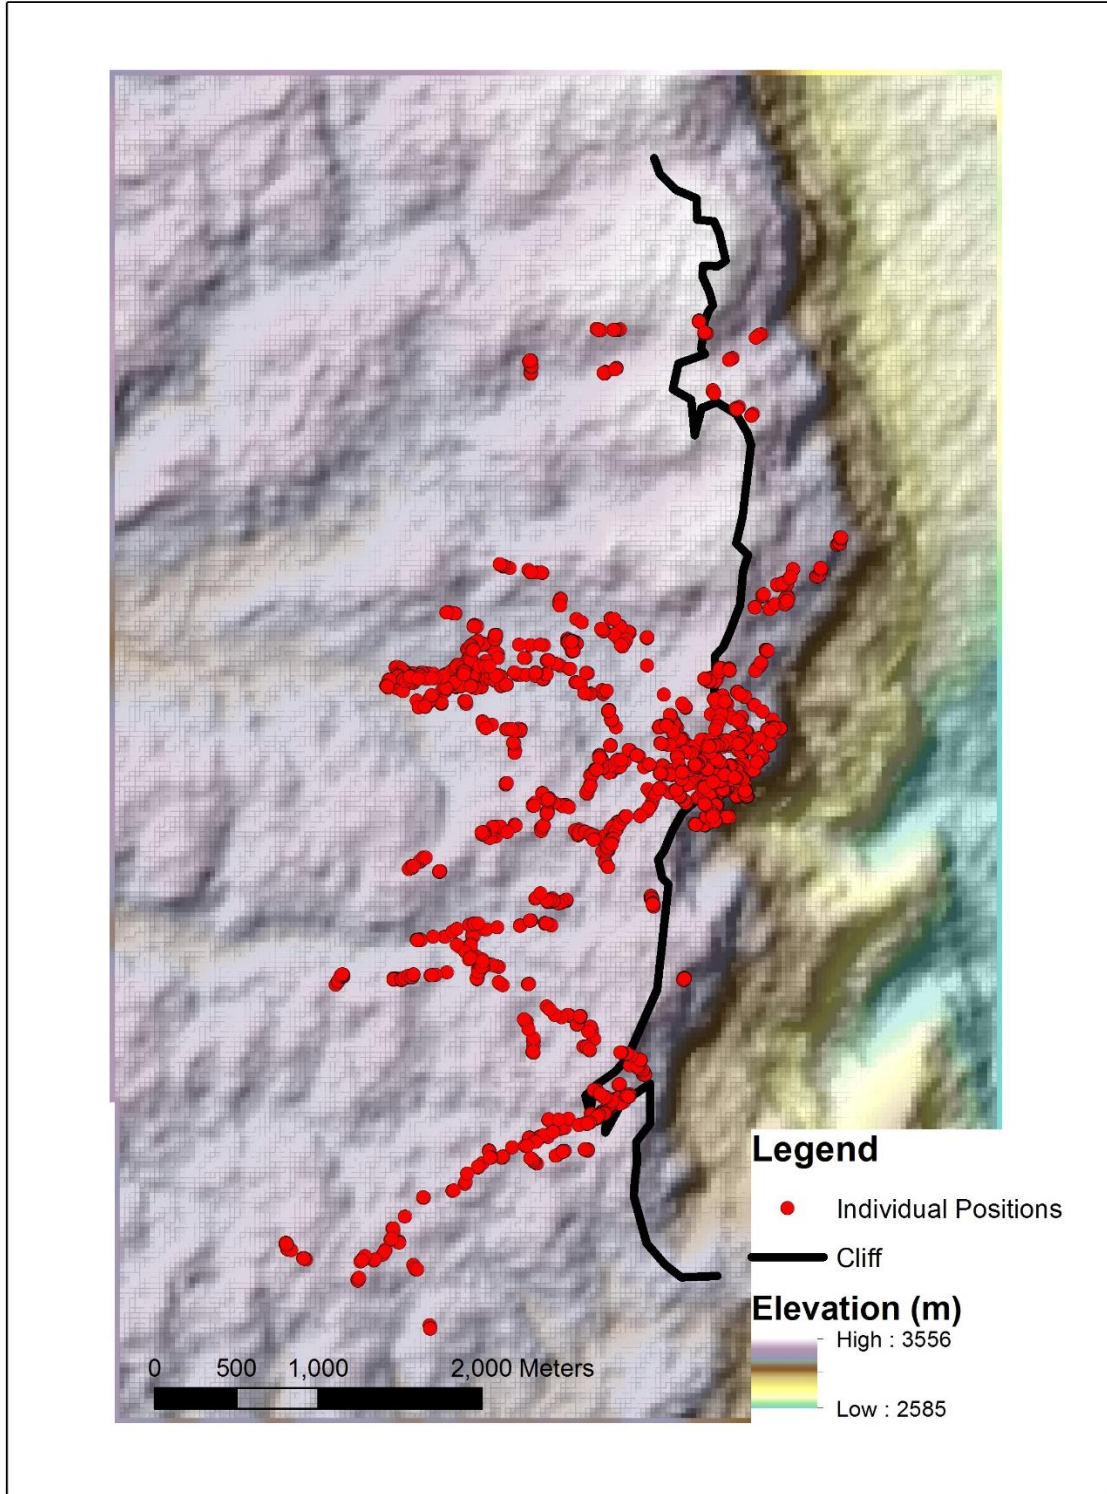 Legend
Individual Positions
Cliff
Elevation (m)
High : 3556
Low : 2585
0 500 1,000 2,000 Meters